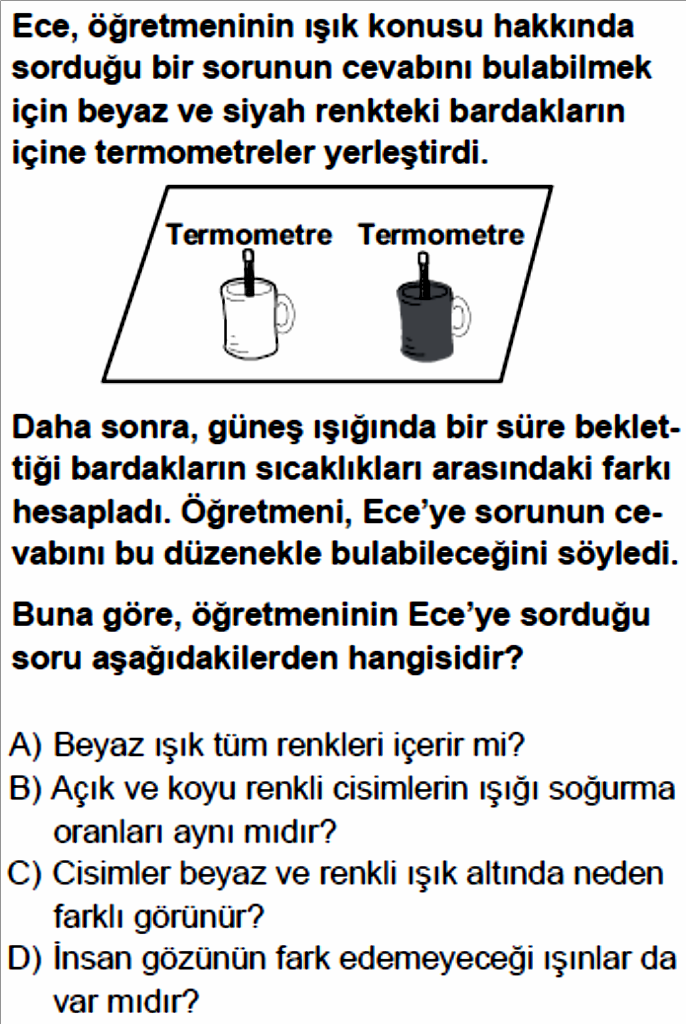 Ece, öğretmeninin ışık konusu hakkında
sorduğu bir sorunun cevabını bulabilmek
için beyaz ve siyah renkteki bardakların
içine termometreler yerleştirdi.
Termometre Termometre
Daha sonra, güneş ışığında bir süre beklet-
tiği bardakların sıcaklıkları arasındaki farkı
hesapladı. Öğretmeni, Ece’ye sorunun ce-
vabını bu düzenekle bulabileceğini söyledi.
Buna göre, öğretmeninin Ece’ye sorduğu
soru aşağıdakilerden hangisidir?
A) Beyaz ışık tüm renkleri içerir mi?
B) Açık ve koyu renkli cisimlerin ışığı soğurma
oranları aynı mıdır?
C) Cisimler beyaz ve renkli ışık altında neden
farklı görünür?
D) İnsan gözünün fark edemeyeceği ışınlar da
var mıdır?